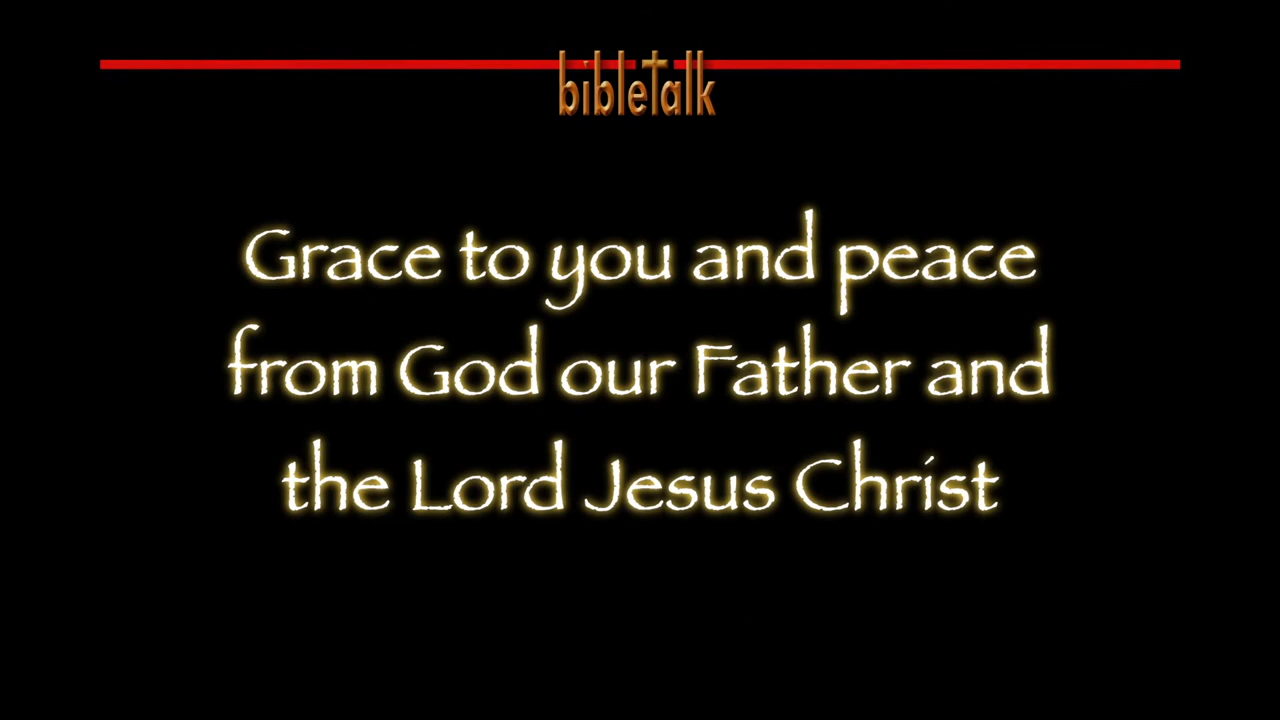 bibleTalk
Grace to you and peace
from God our Father and
the Lord Jesus Christ